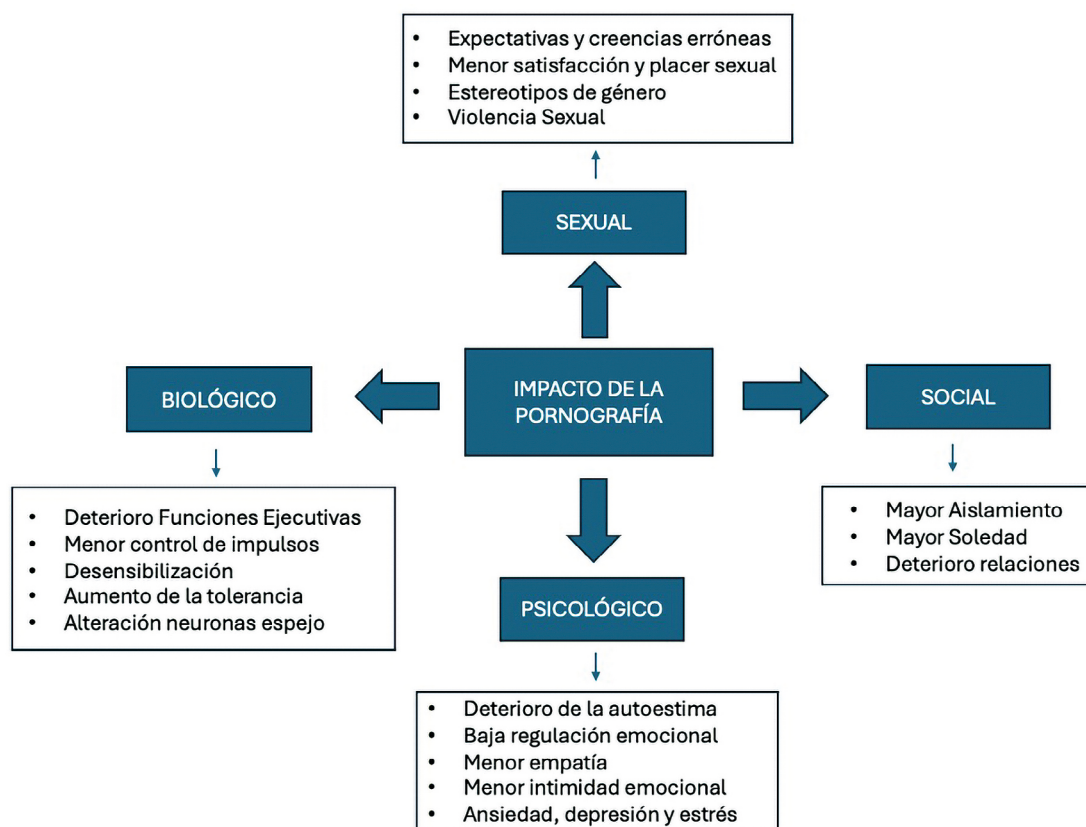 • Expectativas y creencias erróneas
• Menor satisfacción y placer sexual
• Estereotipos de género
• Violencia Sexual
SEXUAL
BIOLÓGICO
IMPACTO DE LA
PORNOGRAFÍA
SOCIAL
• Deterioro Funciones Ejecutivas
• Menor control de impulsos
• Desensibilización
• Aumento de la tolerancia
• Alteración neuronas espejo
• Mayor Aislamiento
• Mayor Soledad
• Deterioro relaciones
PSICOLÓGICO
• Deterioro de la autoestima
• Baja regulación emocional
• Menor empatía
• Menor intimidad emocional
• Ansiedad, depresión y estrés